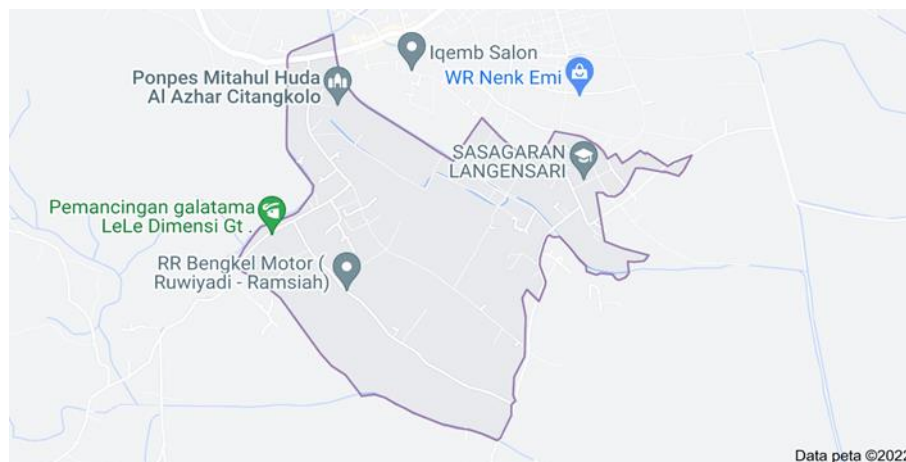 Iqemb Salon
Ponpes Mitahul Huda
Al Azhar Citangkolo
WR Nenk Emi
SASAGARAN
LANGENSARI
Pemancingan galatama
LeLe Dimensi Gt .
RR Bengkel Motor (
Ruwiyadi - Ramsiah)
Data peta ©2022